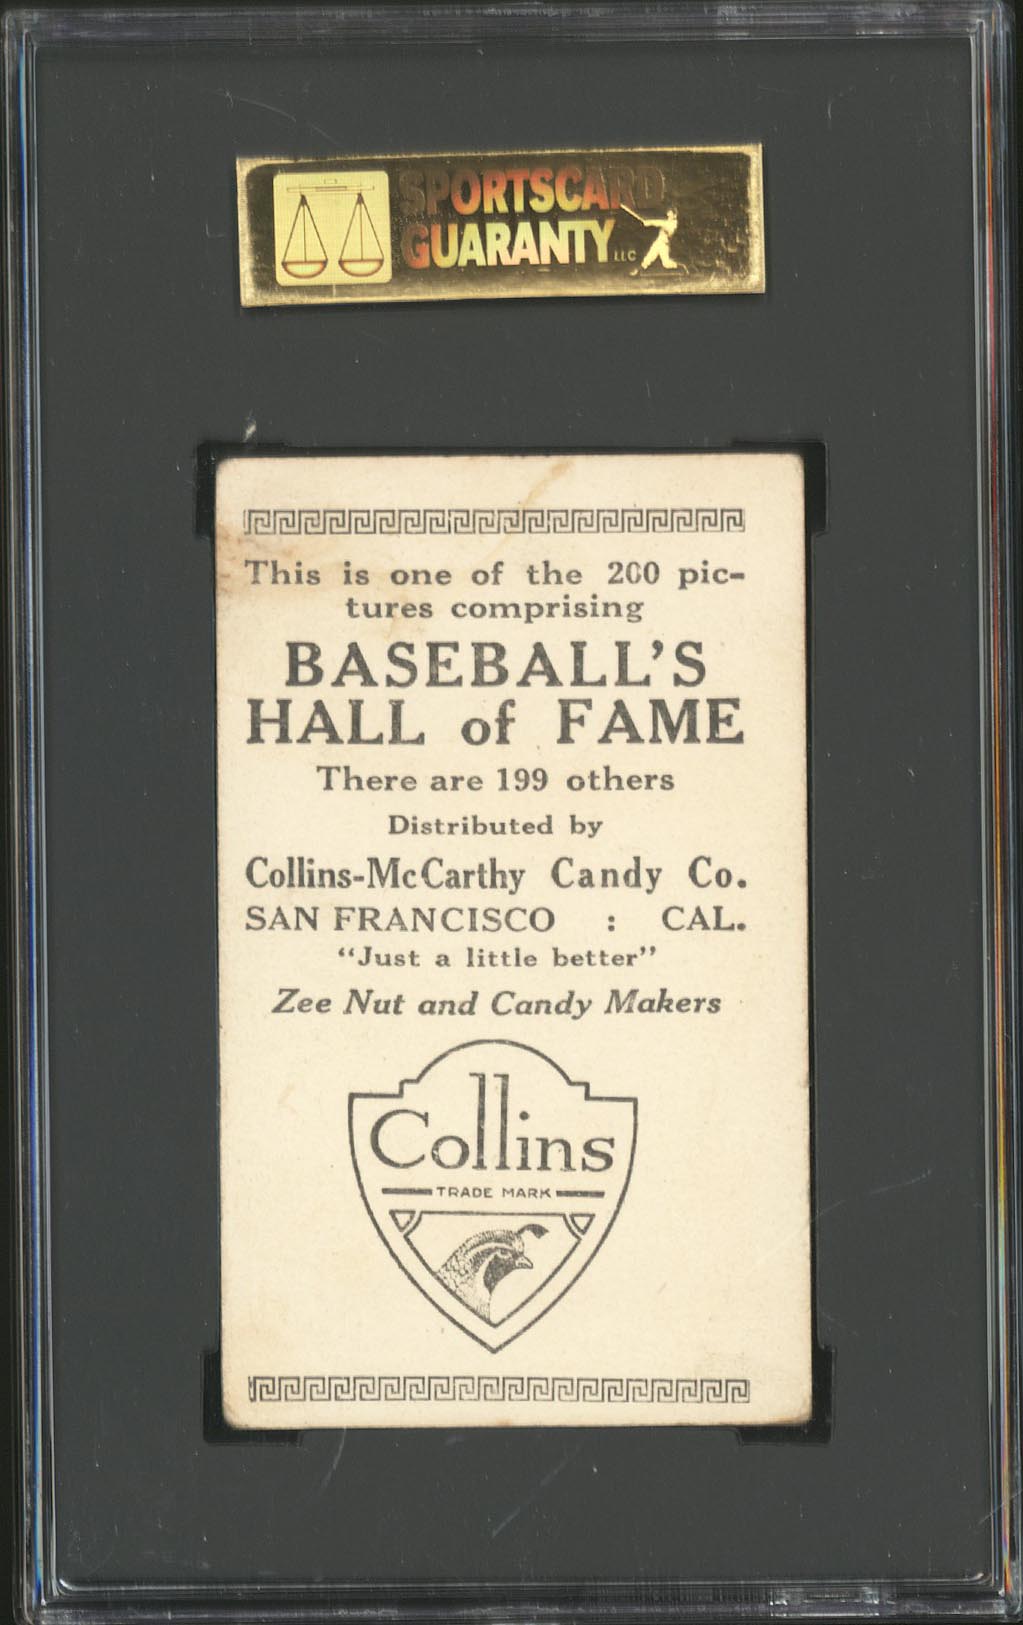 SPORTSCARD
GUARANTY LLC
This is one of the 200 pic-
tures comprising
BASEBALL'S
HALL of FAME
There are 199 others
Distributed by
Collins-McCarthy Candy Co.
SAN FRANCISCO : CAL.
"Just a little better"
Zee Nut and Candy Makers
Collins
TRADE MARK